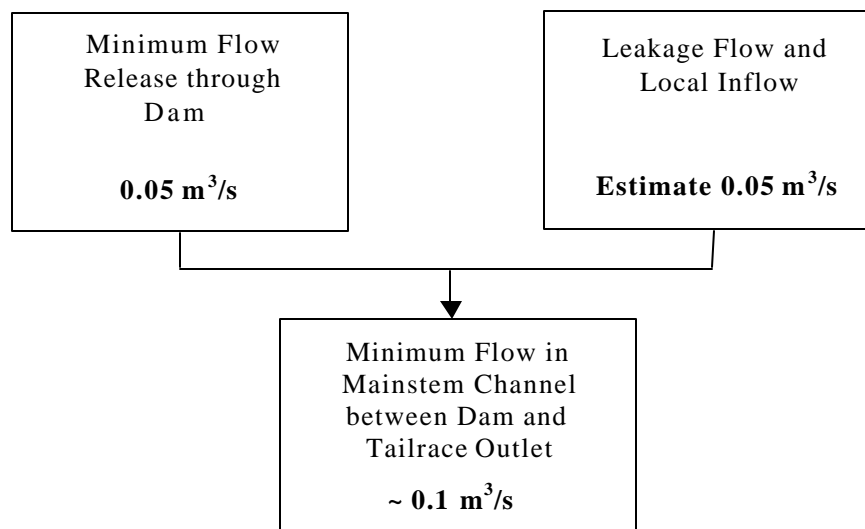 Minimum Flow
Release through
Dam
0.05 m³/s
Leakage Flow and
Local Inflow
Estimate 0.05 m³/s
Minimum Flow in
Mainstem Channel
between Dam and
Tailrace Outlet
~ 0.1 m³/s